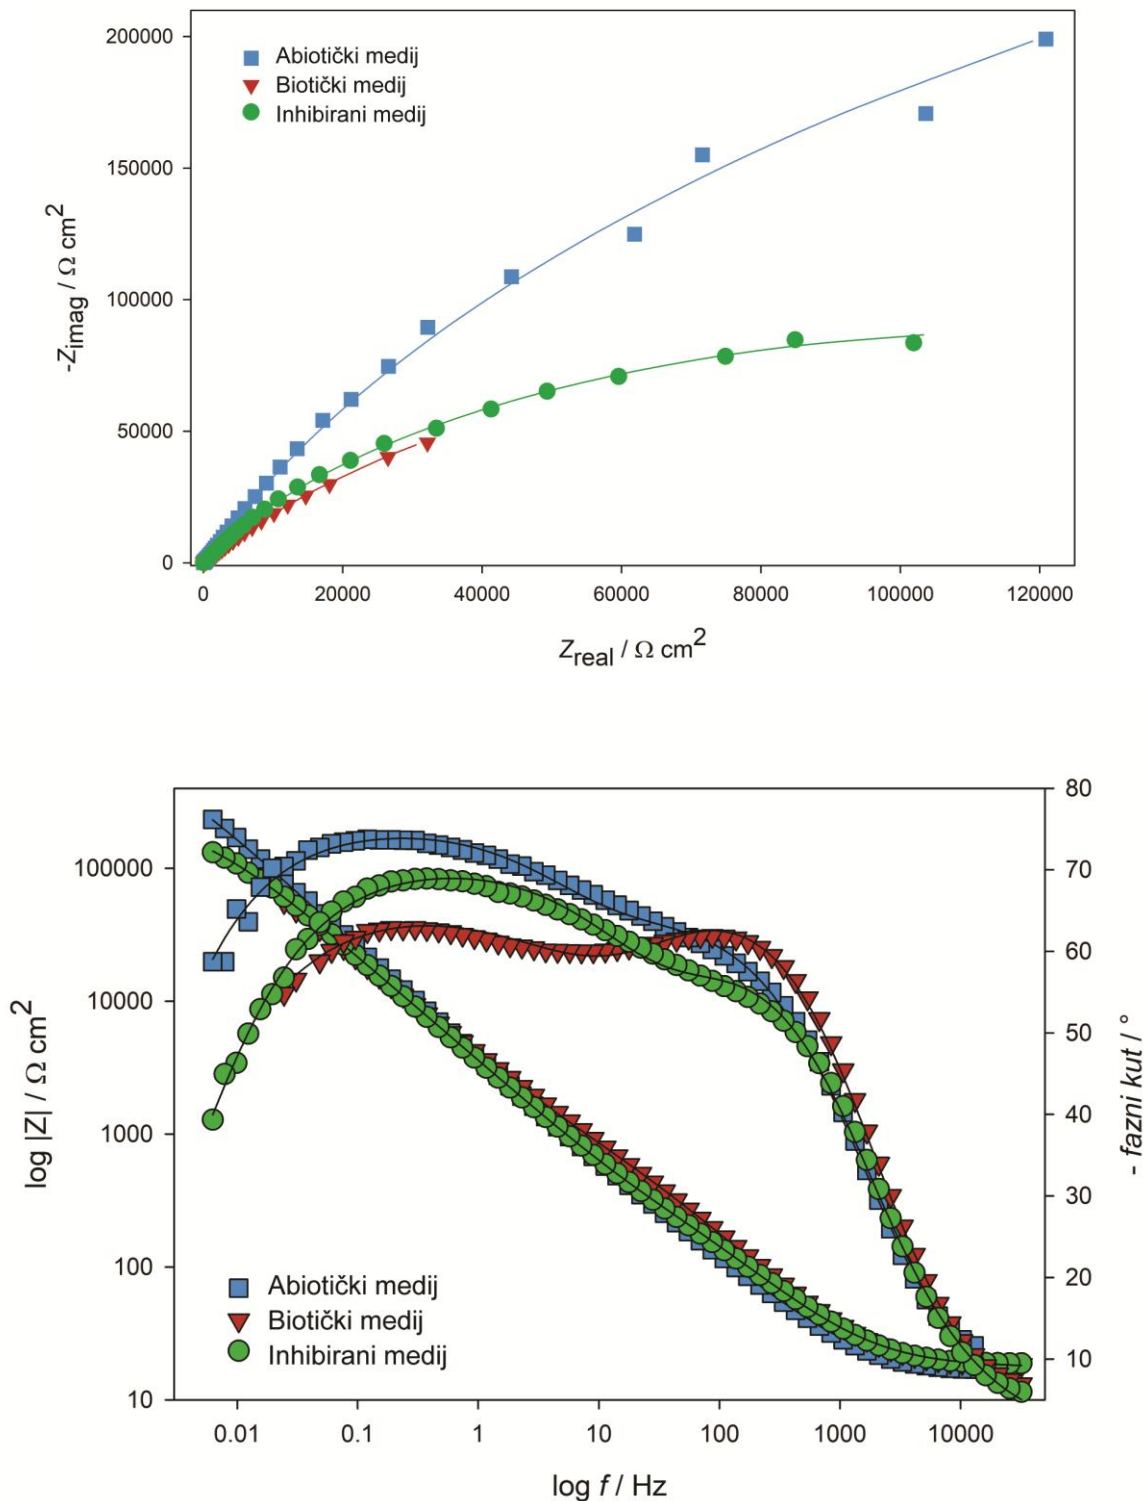 200000
150000
100000
50000
0
-Zimag / Ω cm2
Abiotički medij
Biotički medij
Inhibirani medij
0 20000 40000 60000 80000 100000 120000
Zreal / Ω cm2
100000
10000
1000
100
10
log |Z| / Ω cm2
80
70
60
50
40
30
20
10
- fazni kut / °
Abiotički medij
Biotički medij
Inhibirani medij
0.01 0.1 1 10 100 1000 10000
log f / Hz